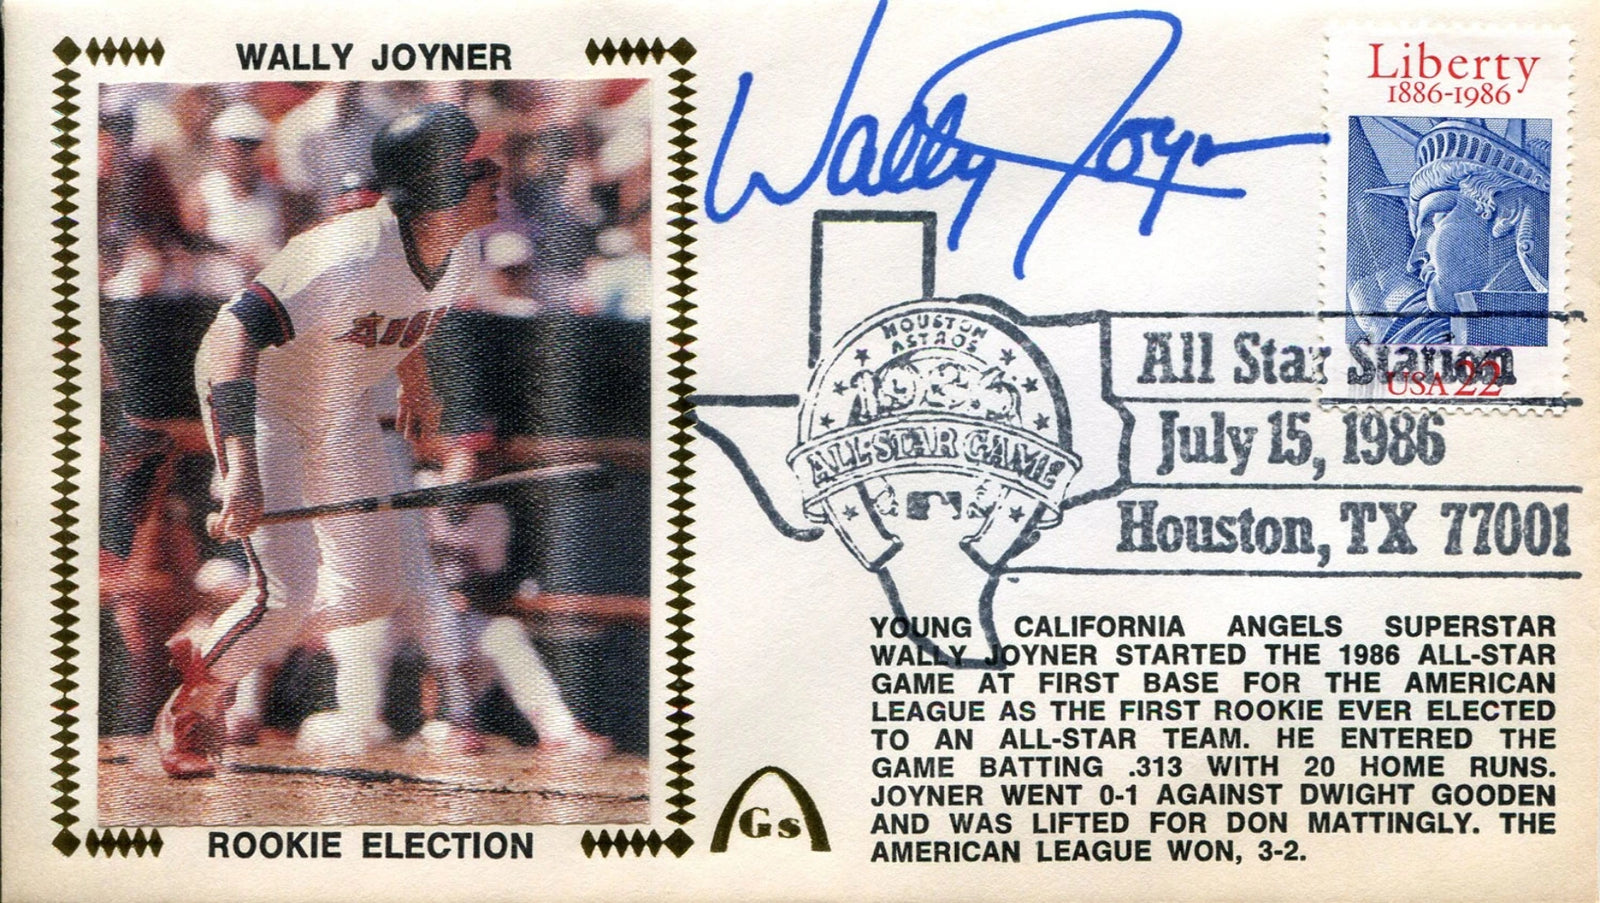 WALLY JOYNER
Wally Joyner
Liberty
1886-1986
USA 22
HOUSTON
ASTROS
1986
ALL-STAR GAME
All Star Station
July 15, 1986
Houston, TX 77001
YOUNG CALIFORNIA ANGELS SUPERSTAR
WALLY JOYNER STARTED THE 1986 ALL-STAR
GAME AT FIRST BASE FOR THE AMERICAN
LEAGUE AS THE FIRST ROOKIE EVER ELECTED
TO AN ALL-STAR TEAM. HE ENTERED THE
GAME BATTING .313 WITH 20 HOME RUNS.
JOYNER WENT 0-1 AGAINST DWIGHT GOODEN
AND WAS LIFTED FOR DON MATTINGLY. THE
AMERICAN LEAGUE WON, 3-2.
Gs
ROOKIE ELECTION